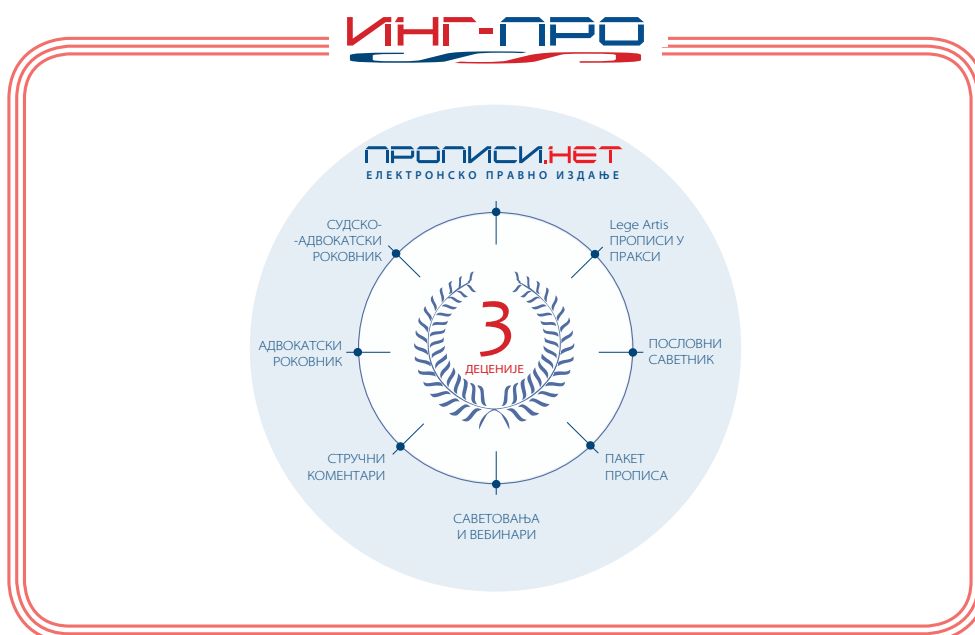 ИНГ-ПРО
ПРОПИСИ.НЕТ
ЕЛЕКТРОНСКО ПРАВНО ИЗДАЊЕ
СУДСКО-
-АДВОКАТСКИ
РОКОВНИК
Lege Artis
ПРОПИСИ У
ПРАКСИ
3
ДЕЦЕНИЈЕ
АДВОКАТСКИ
РОКОВНИК
ПОСЛОВНИ
САВЕТНИК
СТРУЧНИ
КОМЕНТАРИ
ПАКЕТ
ПРОПИСА
САВЕТОВАЊА
И ВЕБИНАРИ